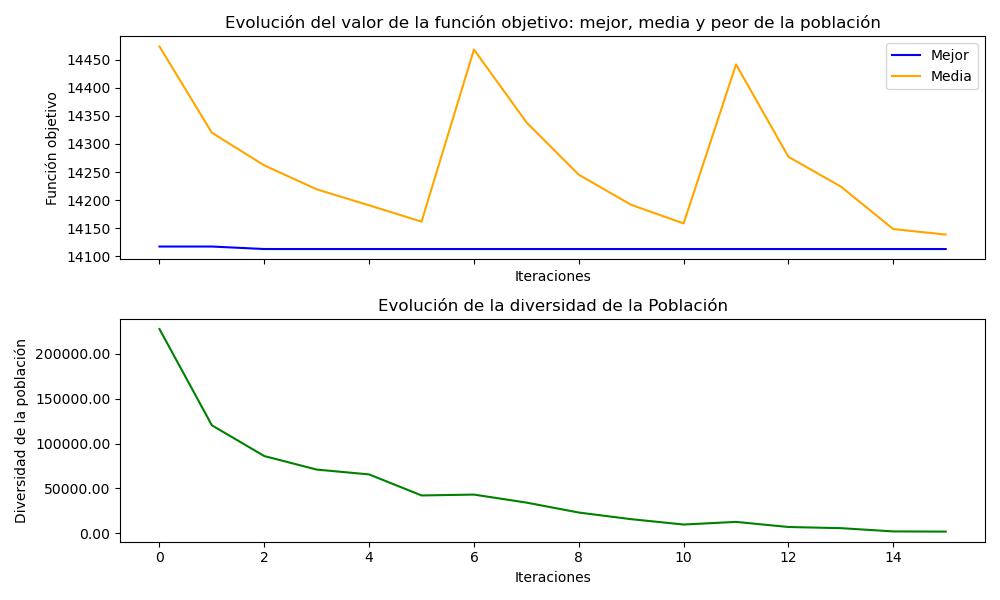 Evolución del valor de la función objetivo: mejor, media y peor de la población
Función objetivo
14450
14400
14350
14300
14250
14200
14150
14100
Mejor
Media
Iteraciones
Evolución de la diversidad de la Población
Diversidad de la población
200000.00
150000.00
100000.00
50000.00
0.00
0 2 4 6 8 10 12 14
Iteraciones